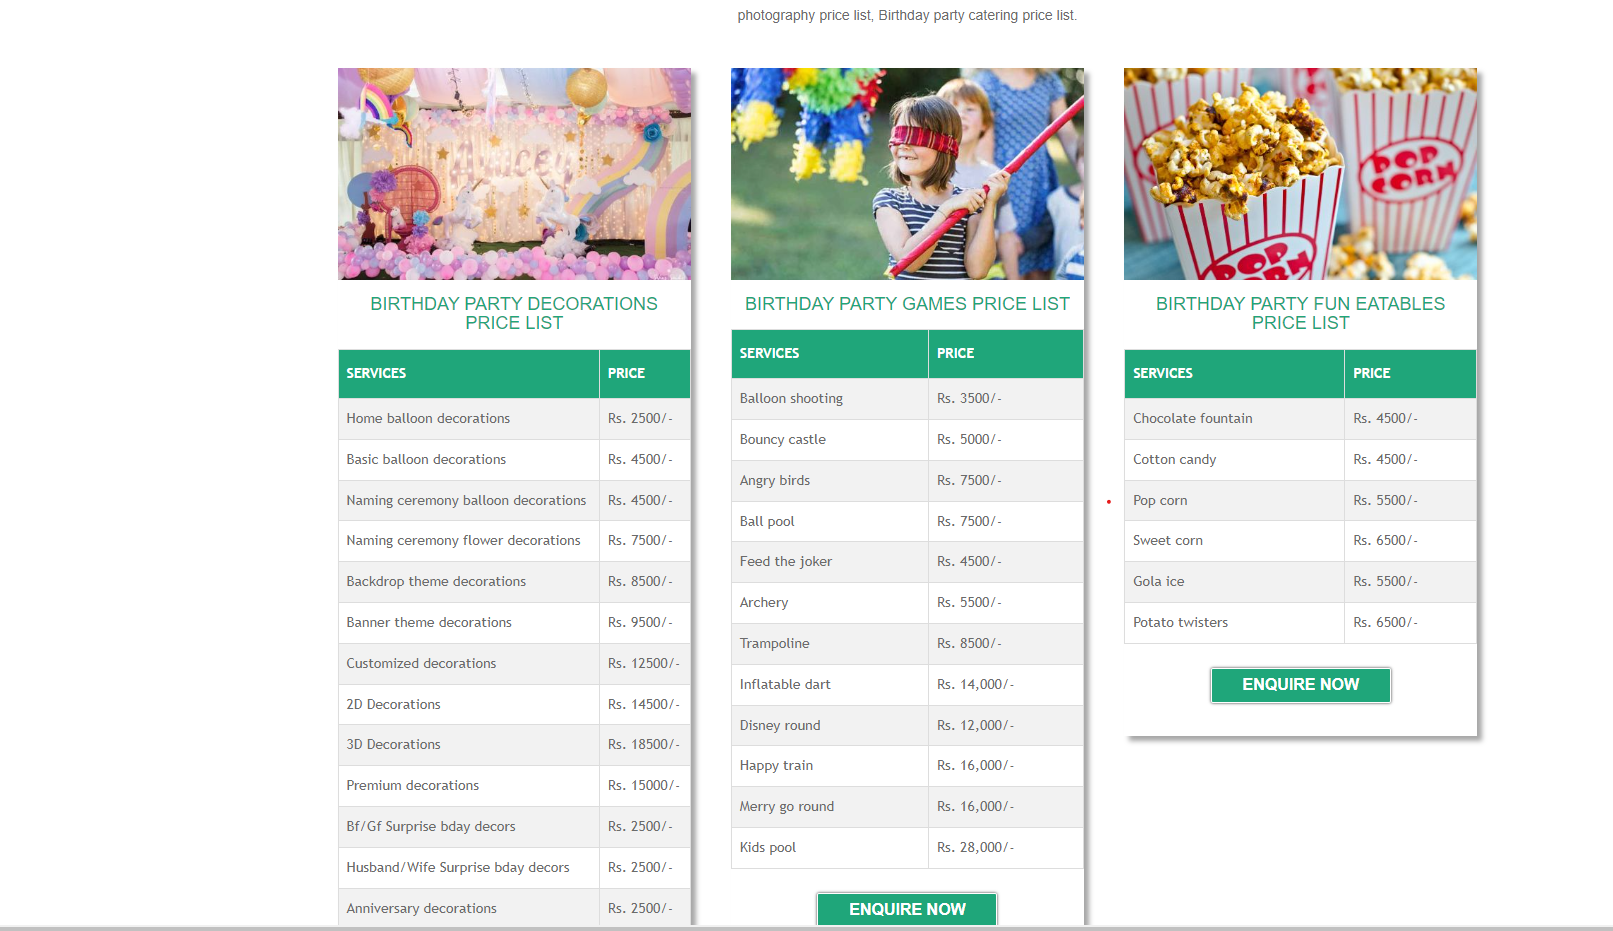 photography price list, Birthday party catering price list.
BIRTHDAY PARTY DECORATIONS
PRICE LIST
SERVICES PRICE
Home balloon decorations Rs. 2500/-
Basic balloon decorations Rs. 4500/-
Naming ceremony balloon decorations Rs. 4500/-
Naming ceremony flower decorations Rs. 7500/-
Backdrop theme decorations Rs. 8500/-
Banner theme decorations Rs. 9500/-
Customized decorations Rs. 12500/-
2D Decorations Rs. 14500/-
3D Decorations Rs. 18500/-
Premium decorations Rs. 15000/-
Bf/Gf Surprise bday decors Rs. 2500/-
Husband/Wife Surprise bday decors Rs. 2500/-
Anniversary decorations Rs. 2500/-
BIRTHDAY PARTY GAMES PRICE LIST
SERVICES PRICE
Balloon shooting Rs. 3500/-
Bouncy castle Rs. 5000/-
Angry birds Rs. 7500/-
Ball pool Rs. 7500/-
Feed the joker Rs. 4500/-
Archery Rs. 5500/-
Trampoline Rs. 8500/-
Inflatable dart Rs. 14,000/-
Disney round Rs. 12,000/-
Happy train Rs. 16,000/-
Merry go round Rs. 16,000/-
Kids pool Rs. 28,000/-
ENQUIRE NOW
POP
CORN
POP
CORN
BIRTHDAY PARTY FUN EATABLES
PRICE LIST
SERVICES PRICE
Chocolate fountain Rs. 4500/-
Cotton candy Rs. 4500/-
Pop corn Rs. 5500/-
Sweet corn Rs. 6500/-
Gola ice Rs. 5500/-
Potato twisters Rs. 6500/-
ENQUIRE NOW